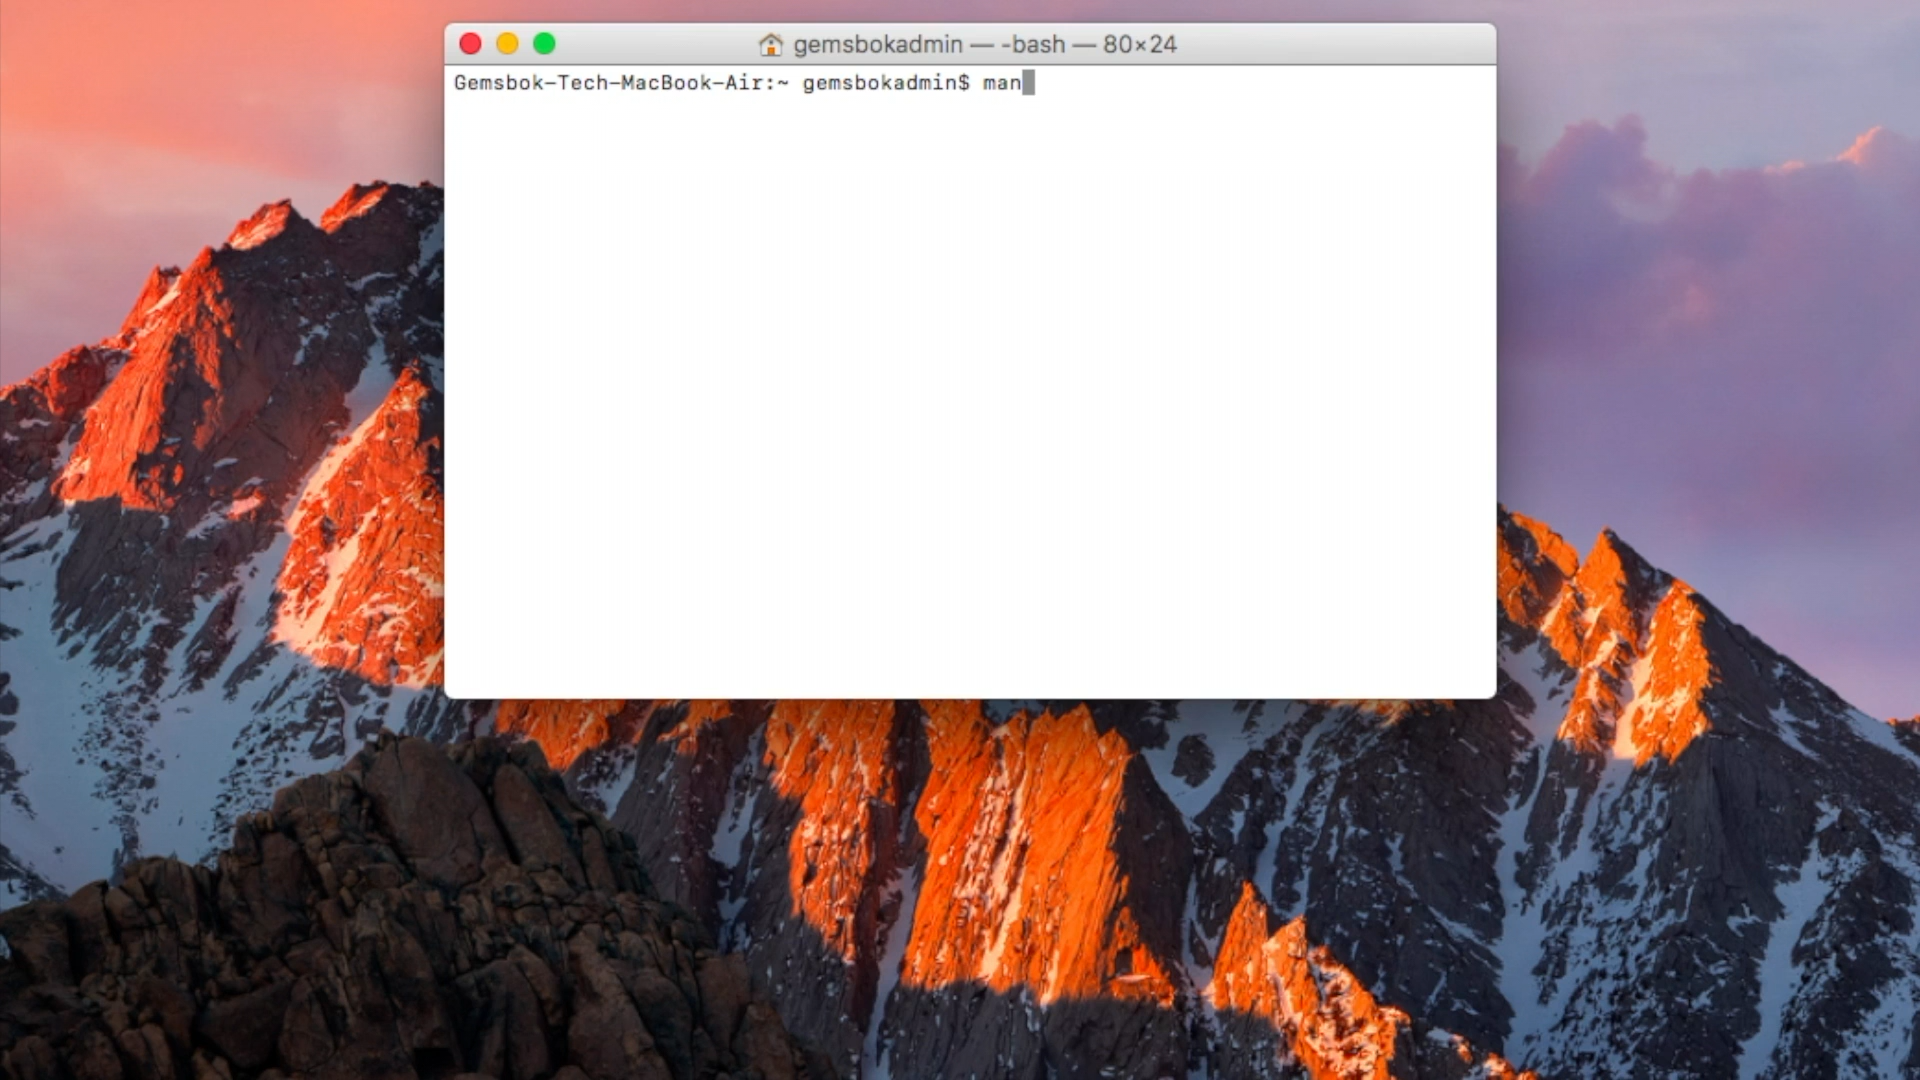 gemsbokadmin — -bash — 80×24
Gemsbok-Tech-MacBook-Air:~ gemsbokadmin$ man